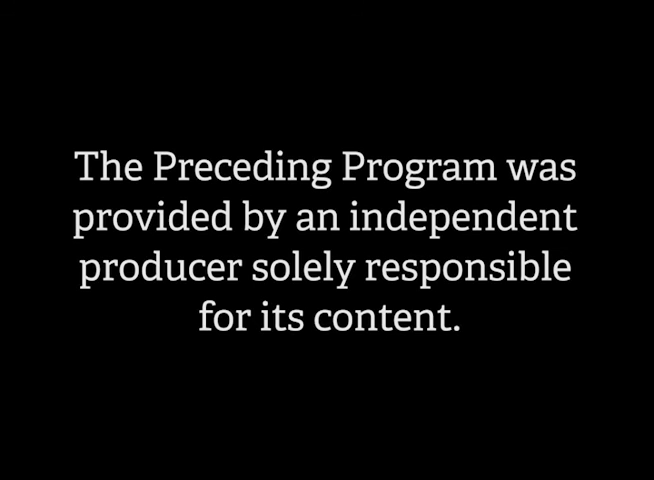 The Preceding Program was
provided by an independent
producer solely responsible
for its content.